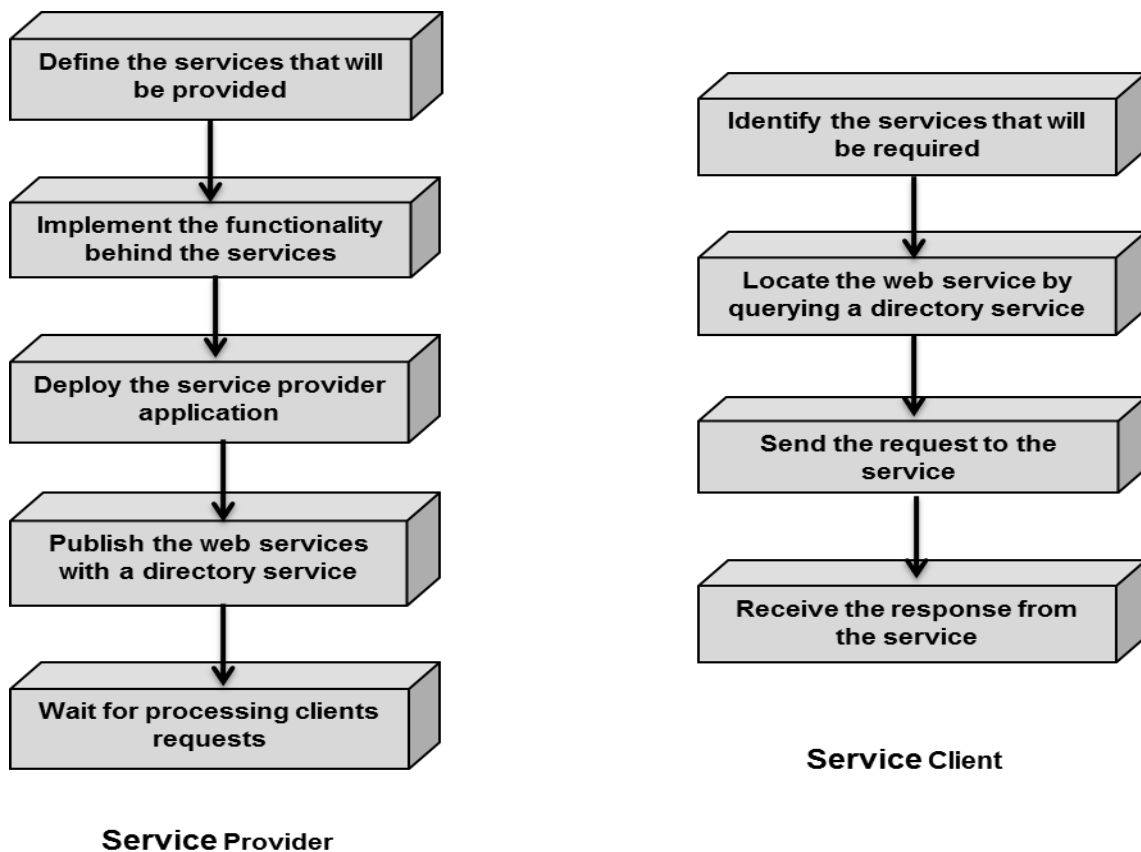 Define the services that will
be provided
Implement the functionality
behind the services
Deploy the service provider
application
Publish the web services
with a directory service
Wait for processing clients
requests
Service Provider
Identify the services that will
be required
Locate the web service by
querying a directory service
Send the request to the
service
Receive the response from
the service
Service Client